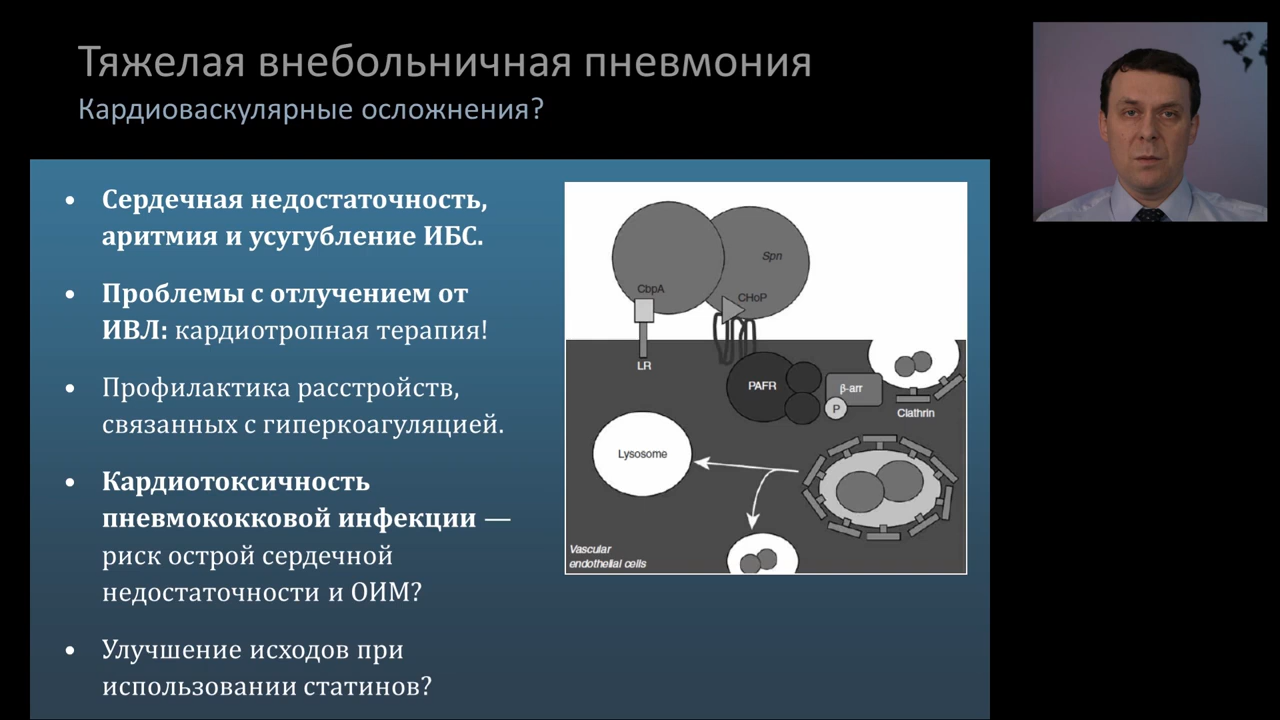 Тяжелая внебольничная пневмония
Кардиоваскулярные осложнения?
• Сердечная недостаточность,
аритмия и усугубление ИБС.
• Проблемы с отлучением от
ИВЛ: кардиотропная терапия!
• Профилактика расстройств,
связанных с гиперкоагуляцией.
• Кардиотоксичность
пневмококковой инфекции —
риск острой сердечной
недостаточности и ОИМ?
• Улучшение исходов при
использовании статинов?
Spn
CbpA
CHoP
LR
PAFR
β-arr
P
Clathrin
Lysosome
Vascular
endothelial cells